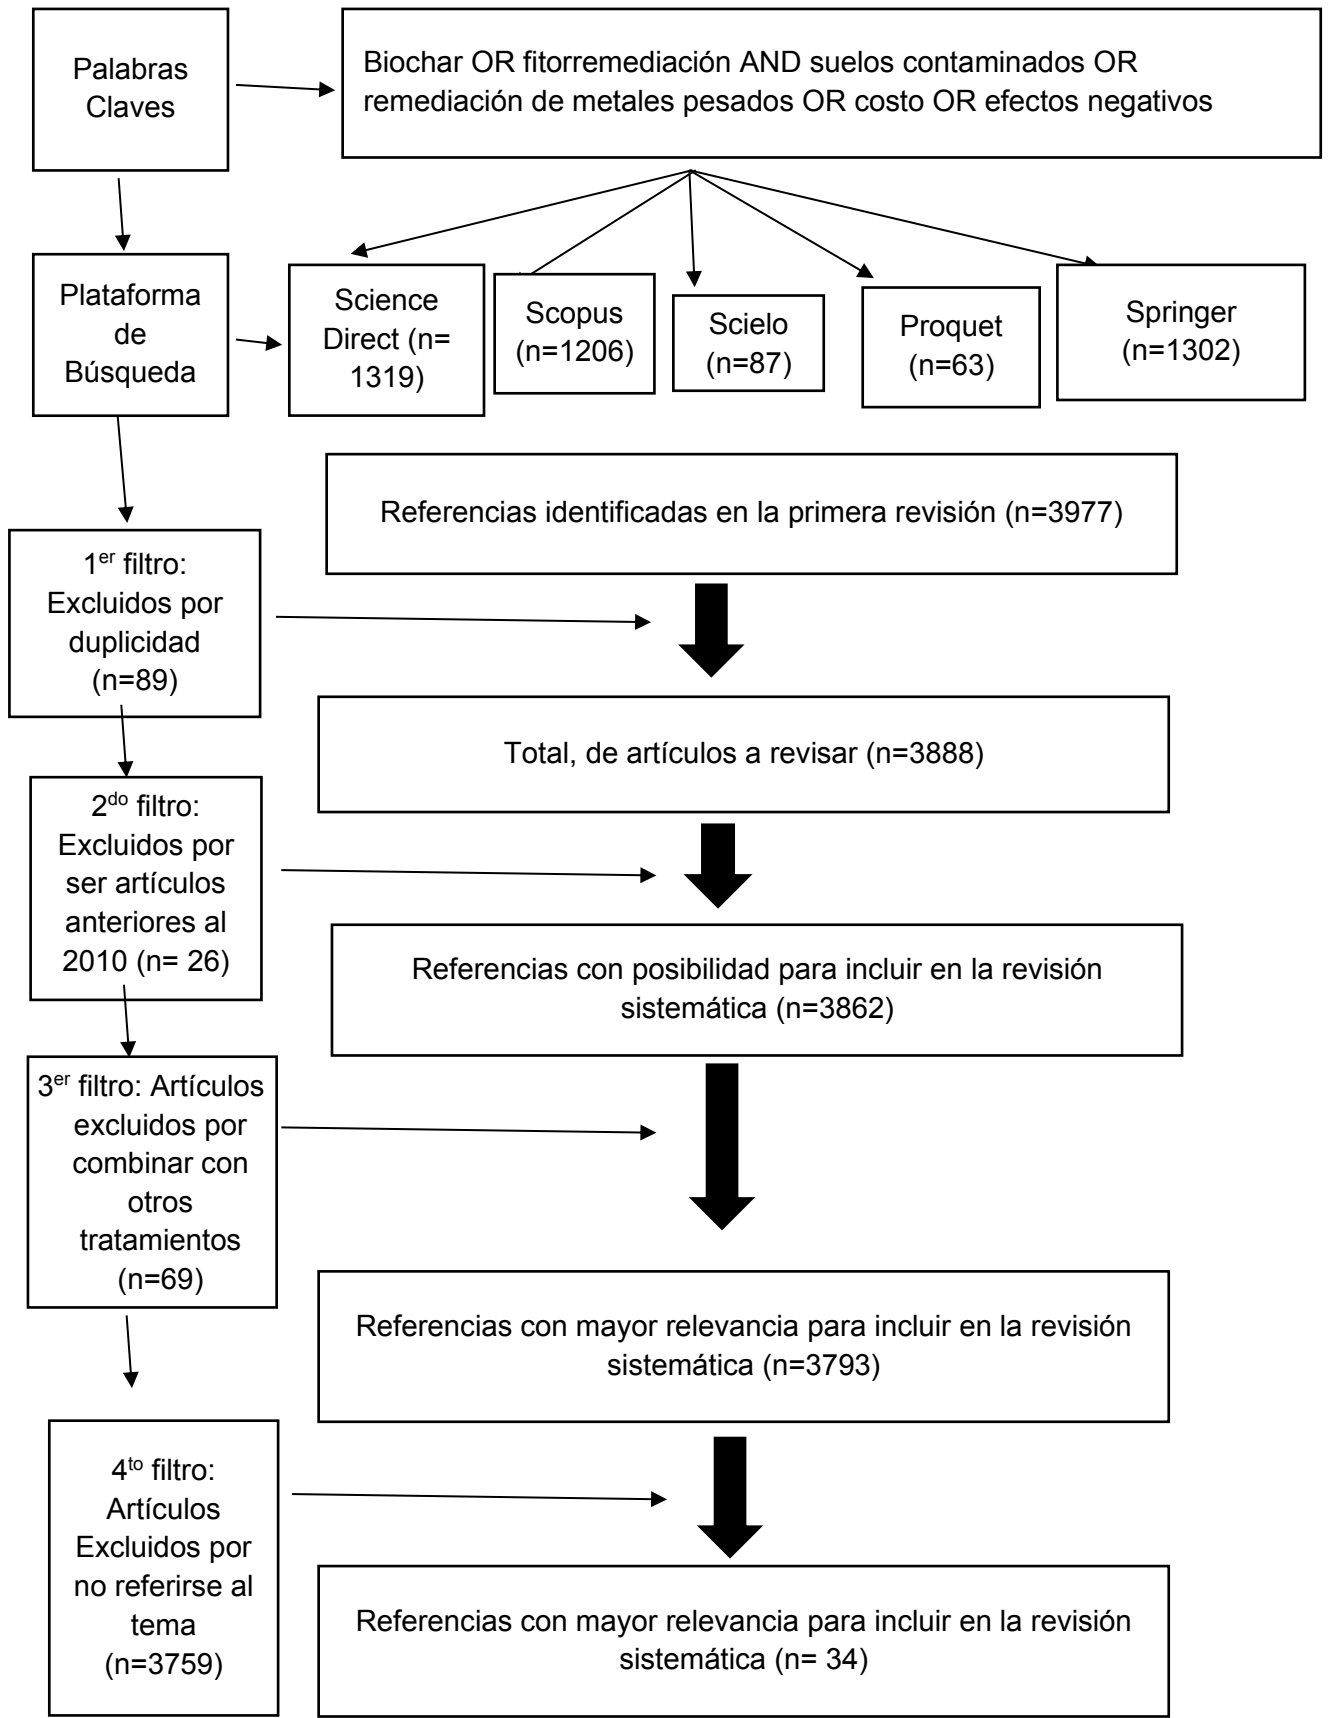 Palabras
Claves
Biochar OR fitorremediación AND suelos contaminados OR
remediación de metales pesados OR costo OR efectos negativos
Plataforma
de
Búsqueda
Science
Direct (n=
1319)
Scopus
(n=1206)
Scielo
(n=87)
Proquet
(n=63)
Springer
(n=1302)
Referencias identificadas en la primera revisión (n=3977)
1er filtro:
Excluidos por
duplicidad
(n=89)
Total, de artículos a revisar (n=3888)
2do filtro:
Excluidos por
ser artículos
anteriores al
2010 (n= 26)
Referencias con posibilidad para incluir en la revisión
sistemática (n=3862)
3er filtro: Artículos
excluidos por
combinar con
otros
tratamientos
(n=69)
Referencias con mayor relevancia para incluir en la revisión
sistemática (n=3793)
4to filtro:
Artículos
Excluidos por
no referirse al
tema
(n=3759)
Referencias con mayor relevancia para incluir en la revisión
sistemática (n= 34)